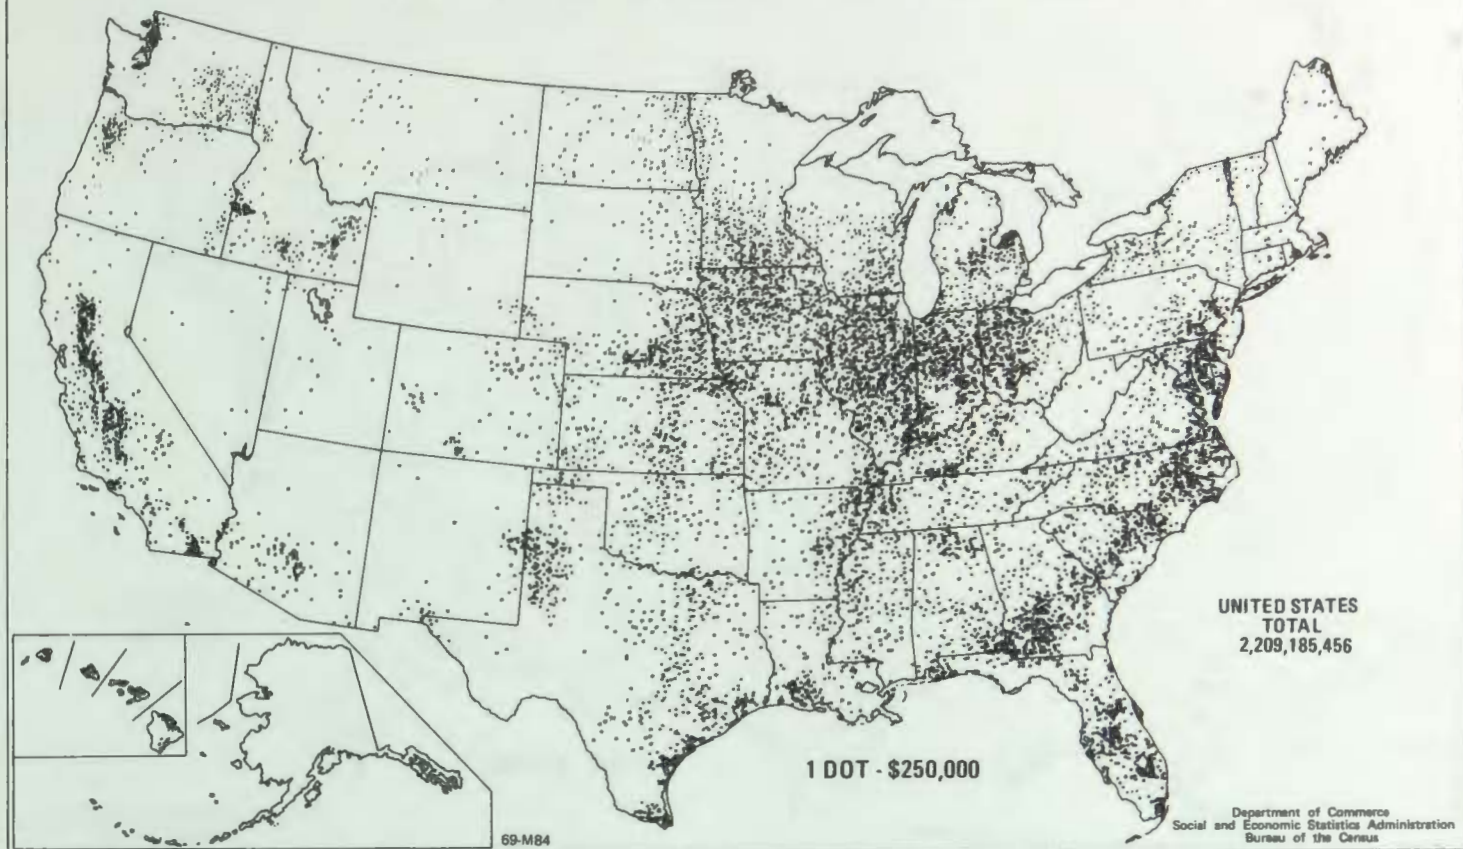 UNITED STATES
TOTAL
2,209,185,456
1 DOT - $250,000
69-M84
Department of Commerce
Social and Economic Statistics Administration
Bureau of the Census